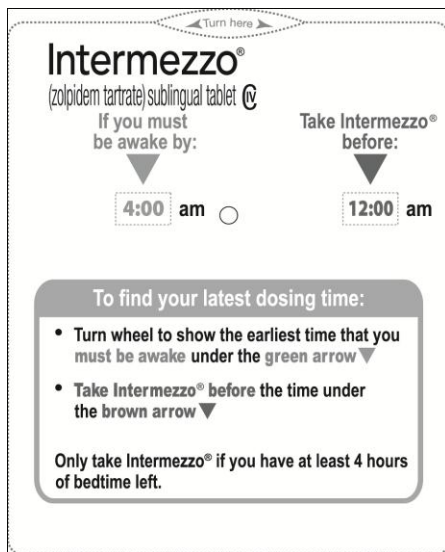 Turn here
Intermezzo®
(zolpidem tartrate) sublingual tablet CIV
If you must
be awake by:
Take Intermezzo®
before:
4:00 am
12:00 am
To find your latest dosing time:
• Turn wheel to show the earliest time that you
must be awake under the green arrow ▼
• Take Intermezzo® before the time under
the brown arrow ▼
Only take Intermezzo® if you have at least 4 hours
of bedtime left.